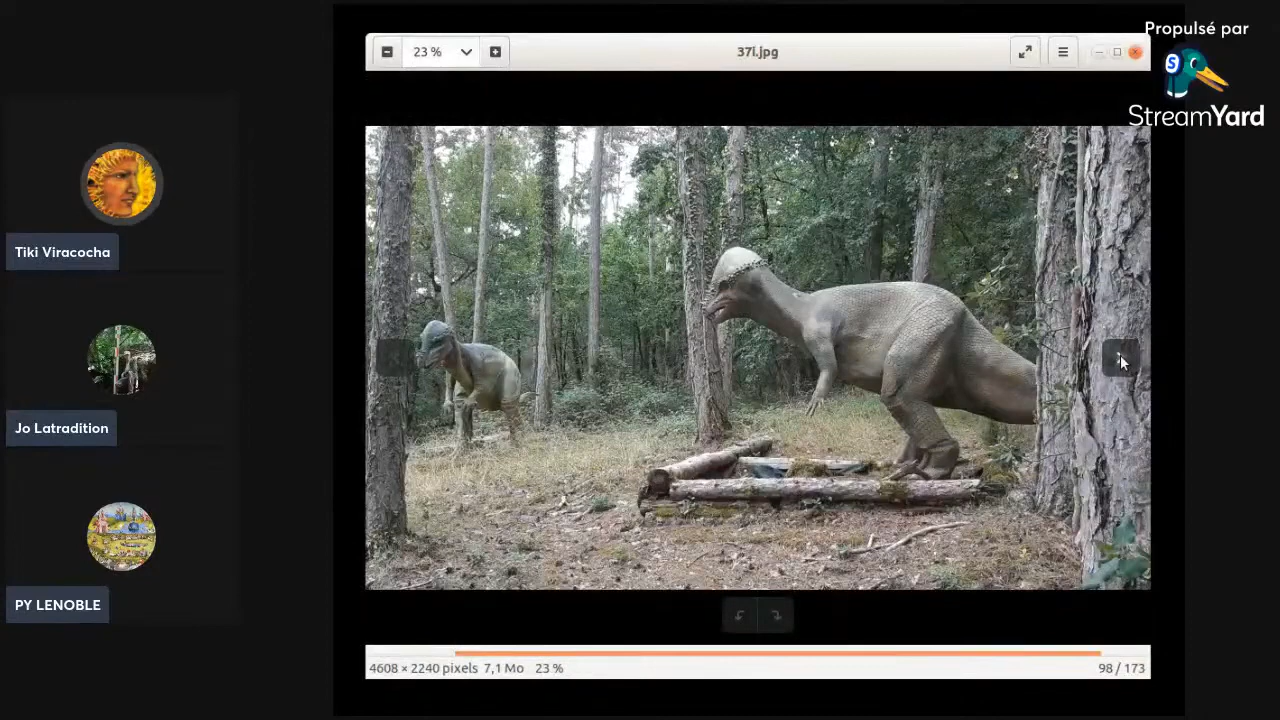 Propulsé par
StreamYard
23 %
37i.jpg
Tiki Viracocha
Jo Latradition
PY LENOBLE
4608 × 2240 pixels 7,1 Mo 23 %
98 / 173